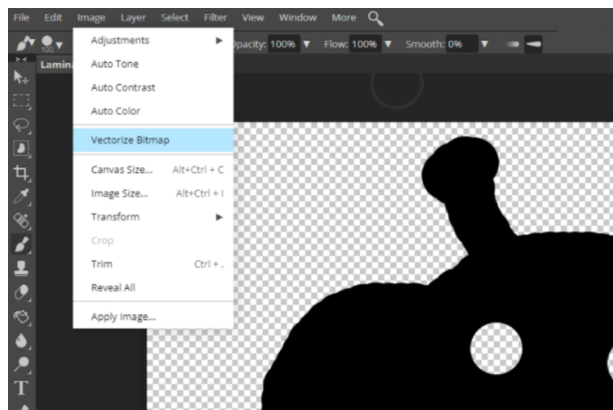 File Edit Image Layer Select Filter View Window More
Opacity: 100% Flow: 100% Smooth: 0%
100
Adjustments
Auto Tone
Auto Contrast
Auto Color
Vectorize Bitmap
Canvas Size... Alt+Ctrl + C
Image Size... Alt+Ctrl + I
Transform
Crop
Trim Ctrl + .
Reveal All
Apply Image...
T